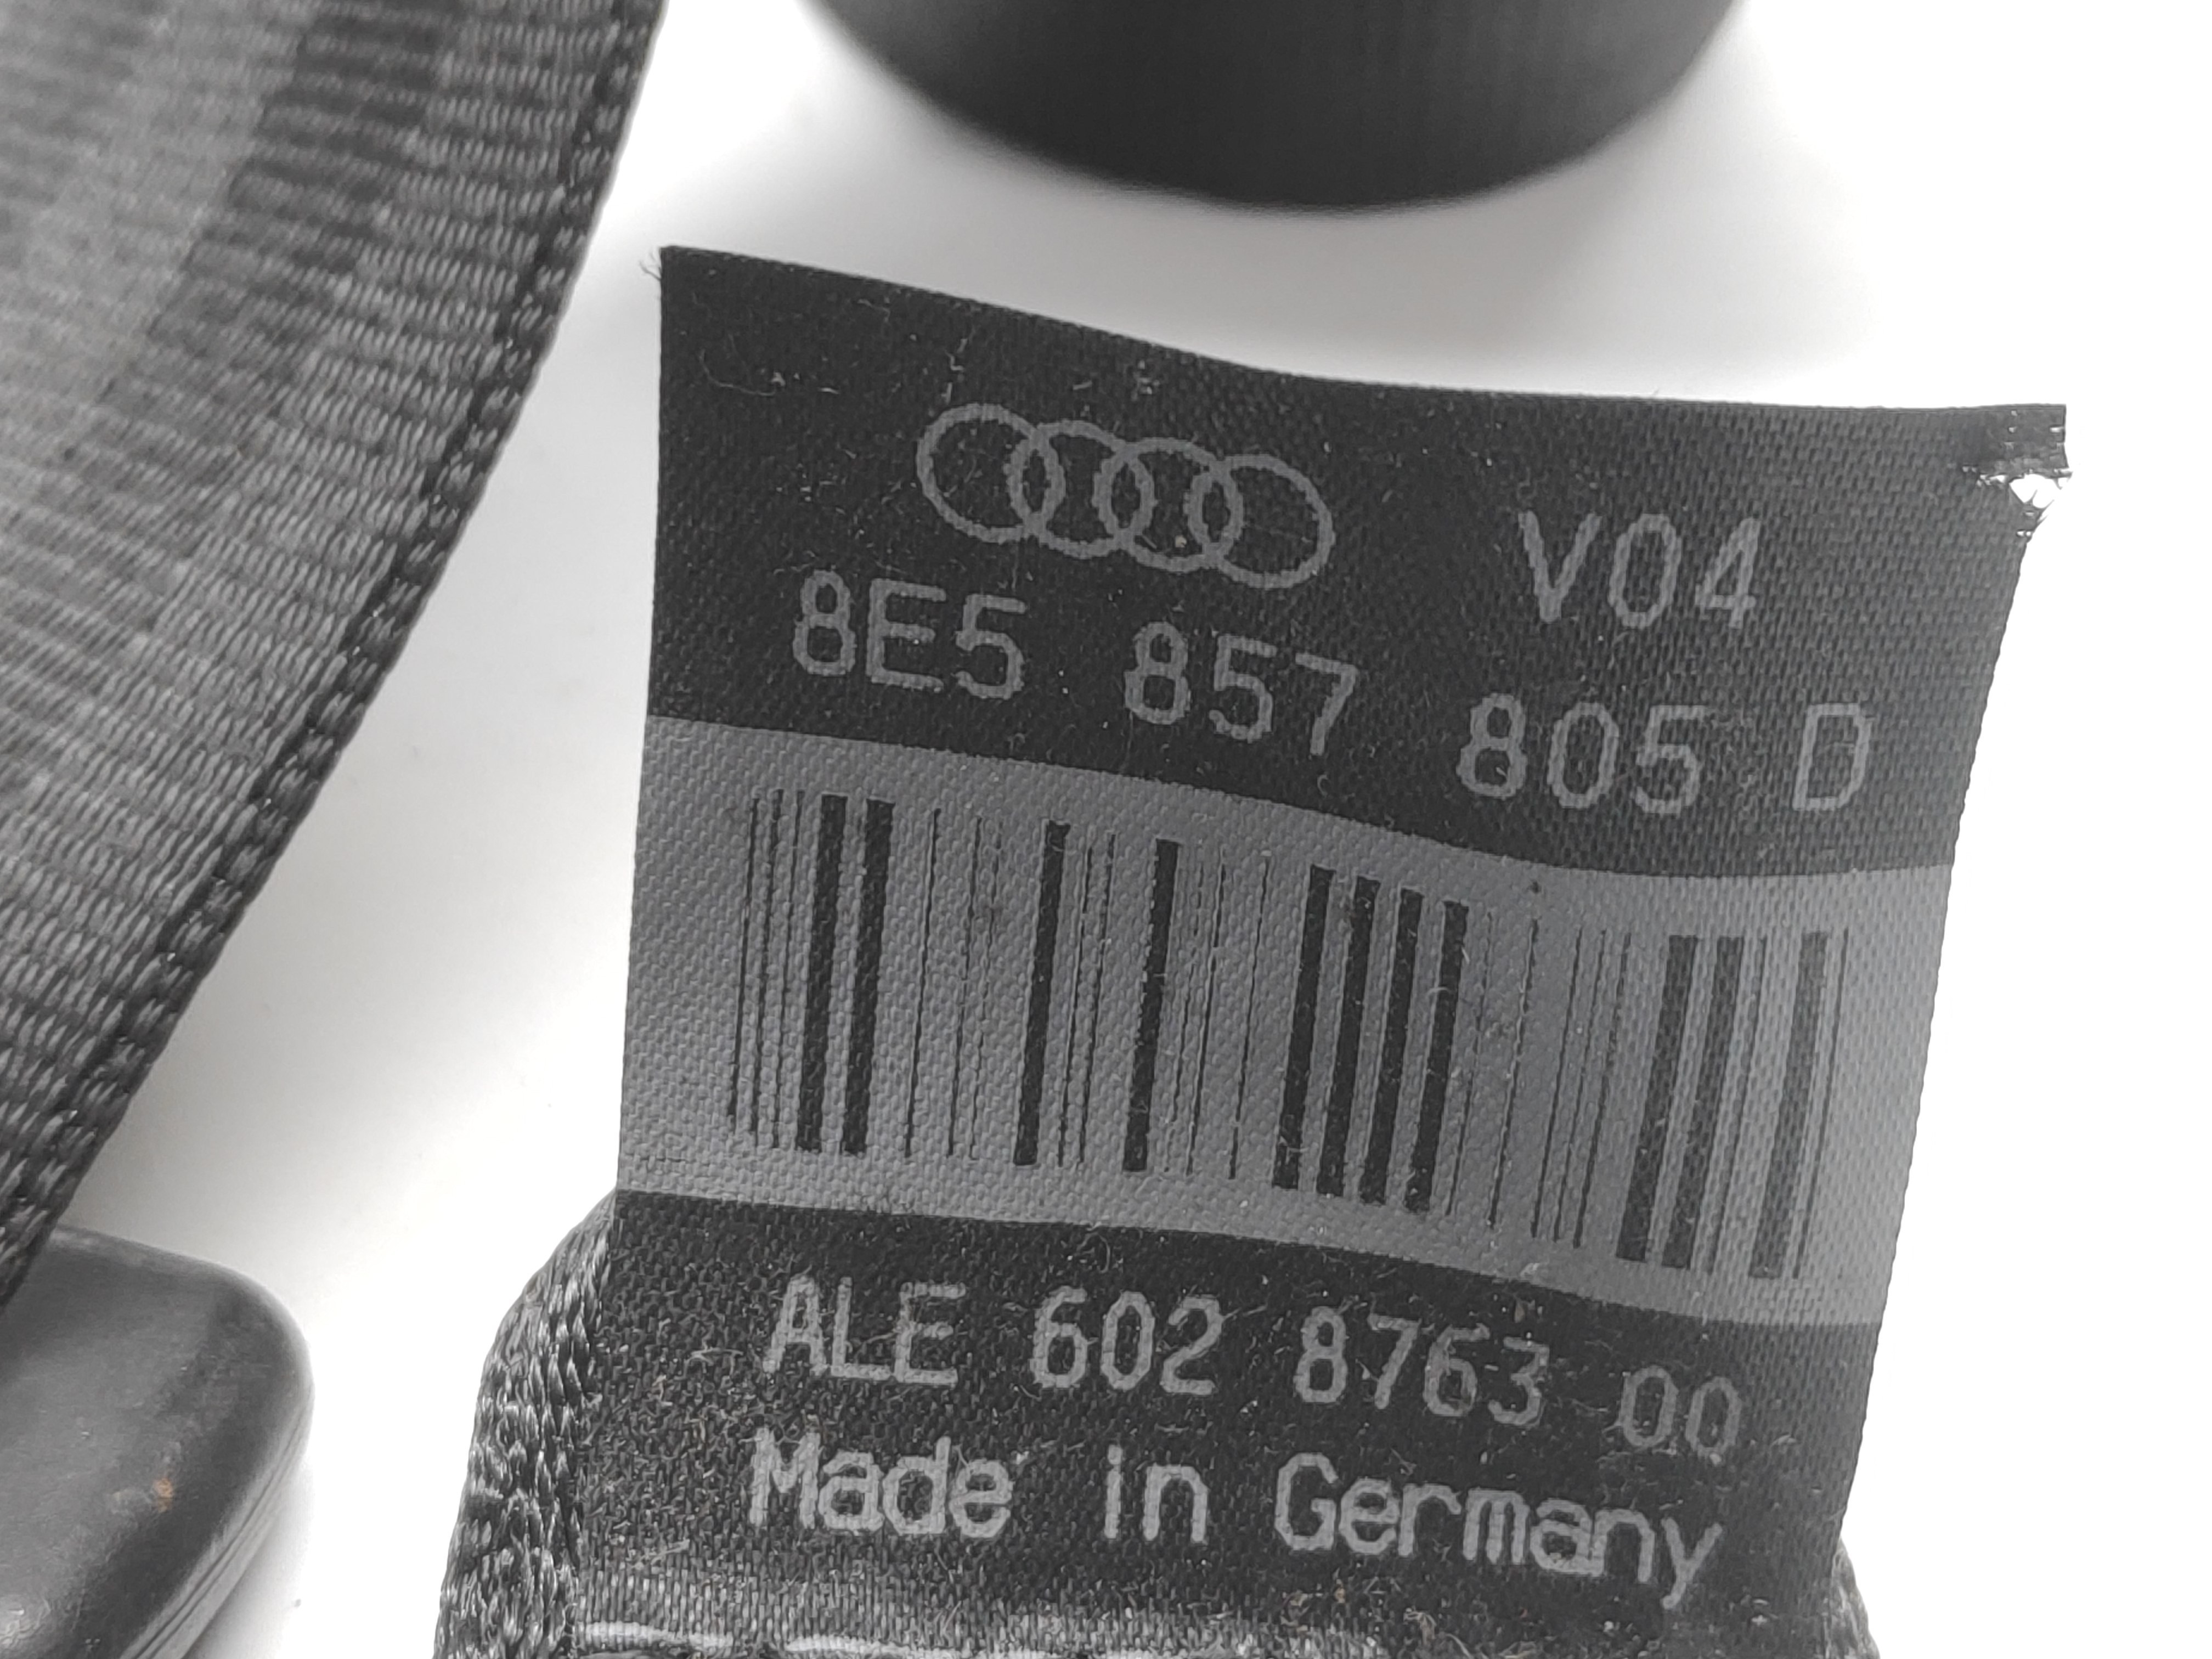 V04
8E5 857 805 D
ALE 602 8763 00
Made in Germany